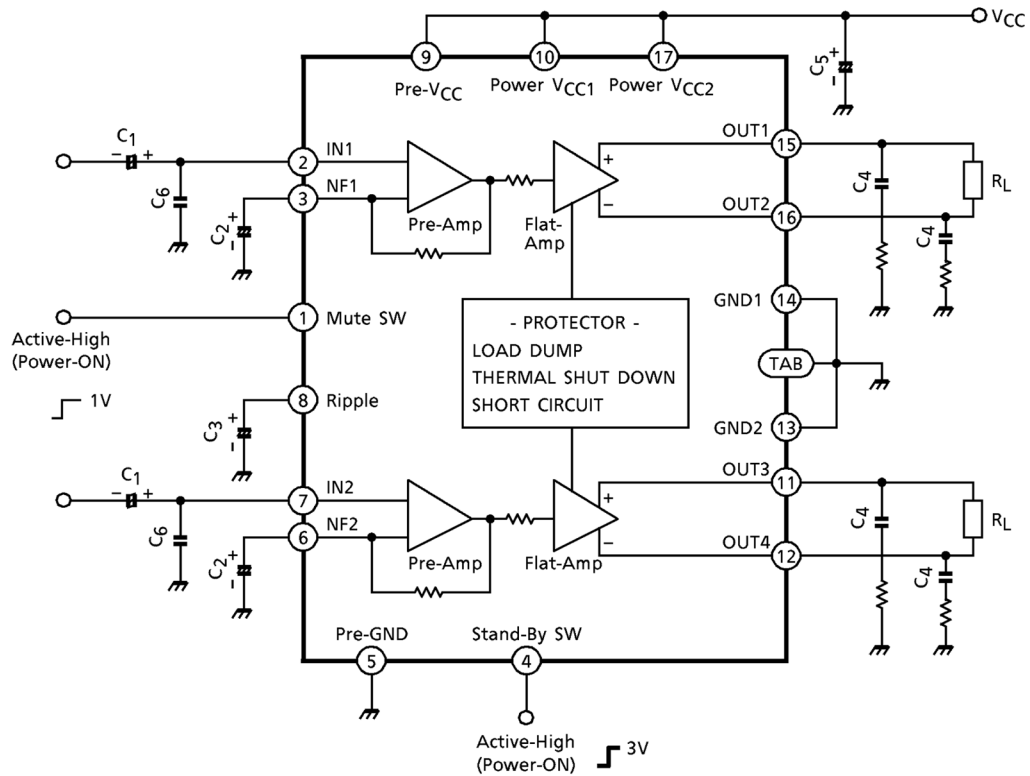 VCC
9
10
17
C5
+
-
Pre-VCC
Power VCC1
Power VCC2
C1
- +
2
IN1
+
-
OUT1
15
C6
C4
RL
3
NF1
C2
+
-
Pre-Amp
Flat-
Amp
OUT2
16
C4
1
Mute SW
Active-High
(Power-ON)
1V
- PROTECTOR -
LOAD DUMP
THERMAL SHUT DOWN
SHORT CIRCUIT
GND1
14
TAB
GND2
13
8
Ripple
C3
+
-
C1
- +
7
IN2
+
-
OUT3
11
C6
C4
RL
6
NF2
C2
+
-
Pre-Amp
Flat-Amp
OUT4
12
C4
Pre-GND
5
Stand-By SW
4
Active-High
(Power-ON)
3V